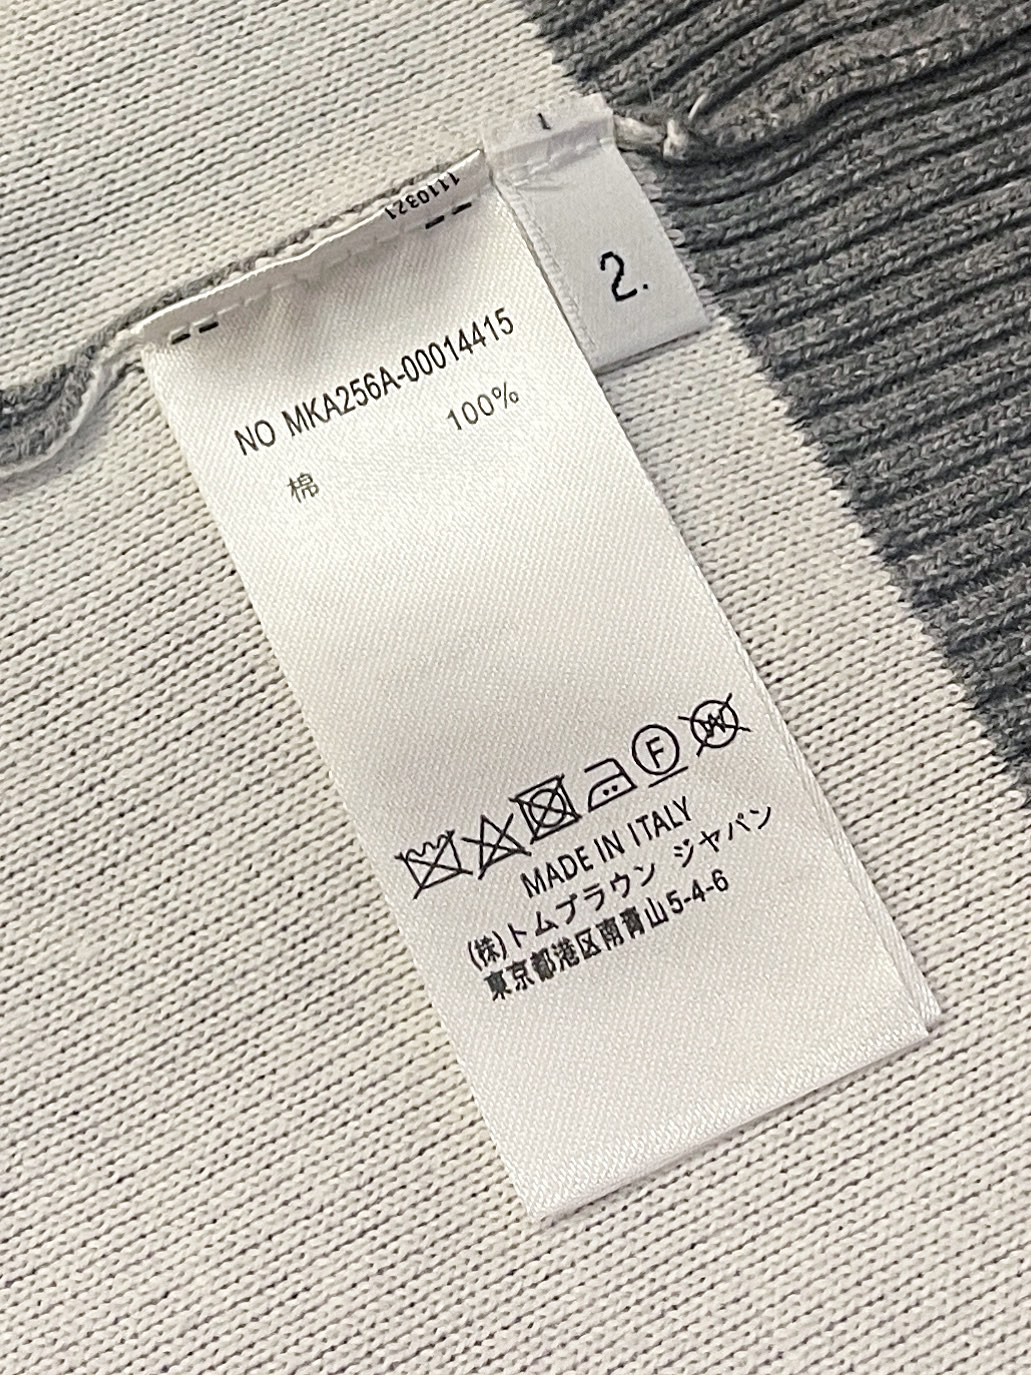 1110321
2.
NO MKA256A-00014415
100%
棉
F
W
MADE IN ITALY
(株)トムブラウン ジャパン
東京都港区南青山5-4-6